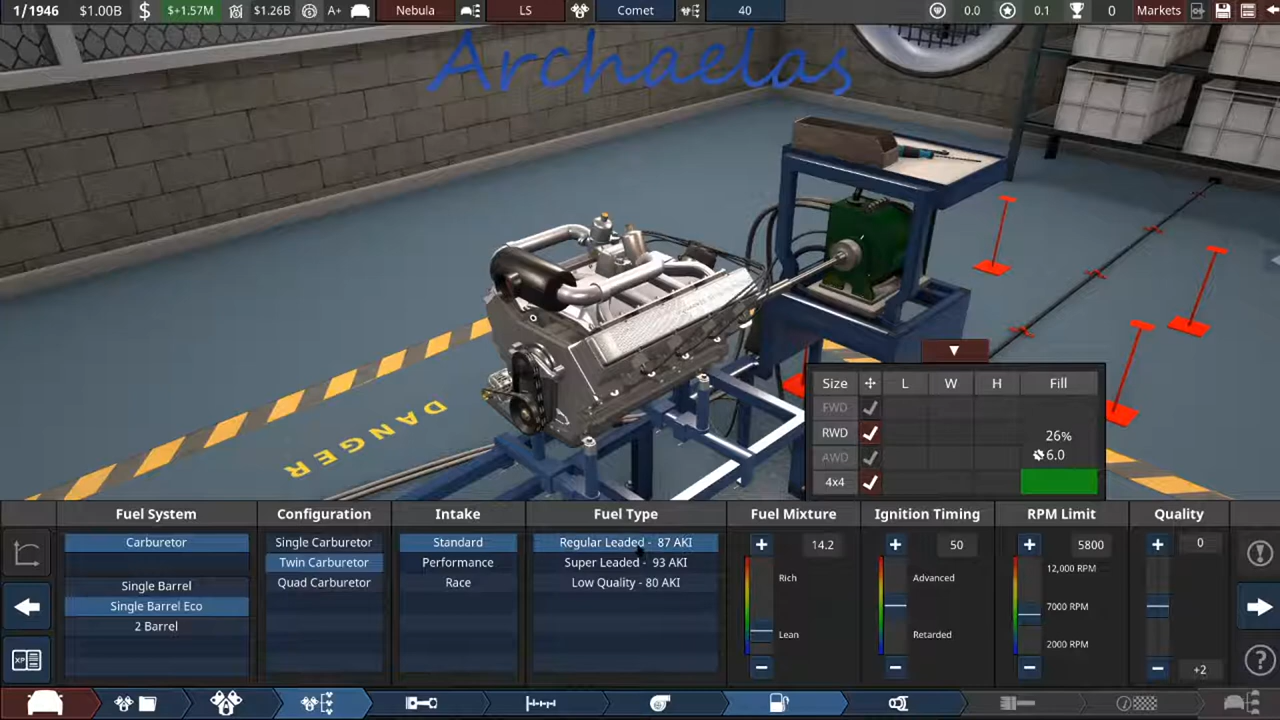 1/1946 $1.00B $ $+1.57M $1.26B A+ Nebula LS Comet 40 0.0 0.1 0 Markets
Archaelas
DANGER
Size L W H Fill
FWD
RWD
AWD
4x4
26%
6.0
Fuel System Configuration Intake Fuel Type Fuel Mixture Ignition Timing RPM Limit Quality
Carburetor Single Carburetor Standard Regular Leaded - 87 AKI + 14.2 + 50 + 5800 + 0
Twin Carburetor Performance Super Leaded - 93 AKI 12,000 RPM
Single Barrel Quad Carburetor Race Low Quality - 80 AKI Rich Advanced
Single Barrel Eco 7000 RPM
2 Barrel Lean Retarded 2000 RPM
XP +2 ?